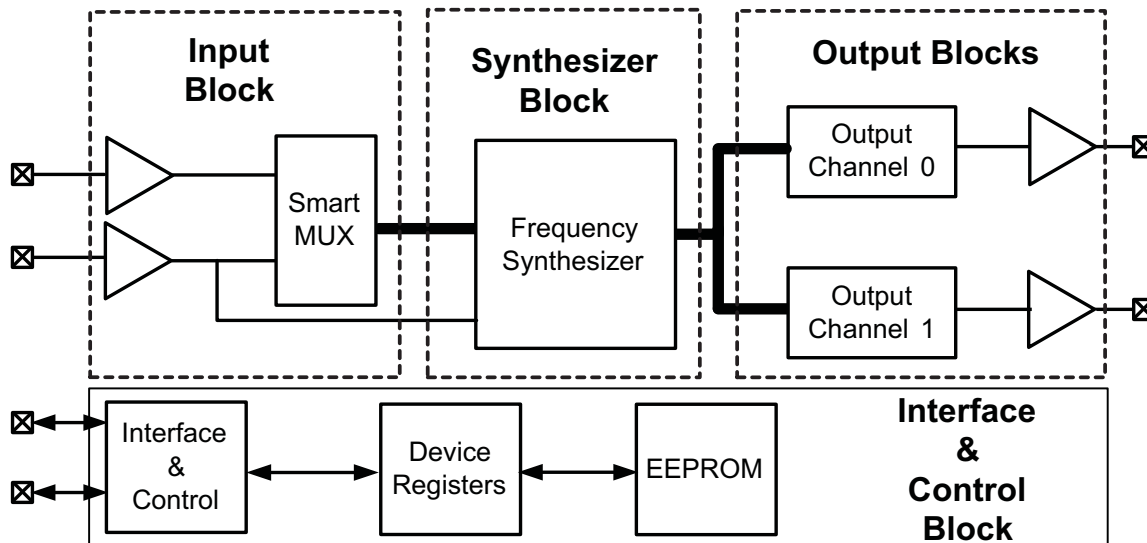 Input
Block
Synthesizer
Block
Output Blocks
Smart
MUX
Frequency
Synthesizer
Output
Channel 0
Output
Channel 1
Interface
&
Control
Device
Registers
EEPROM
Interface
&
Control
Block